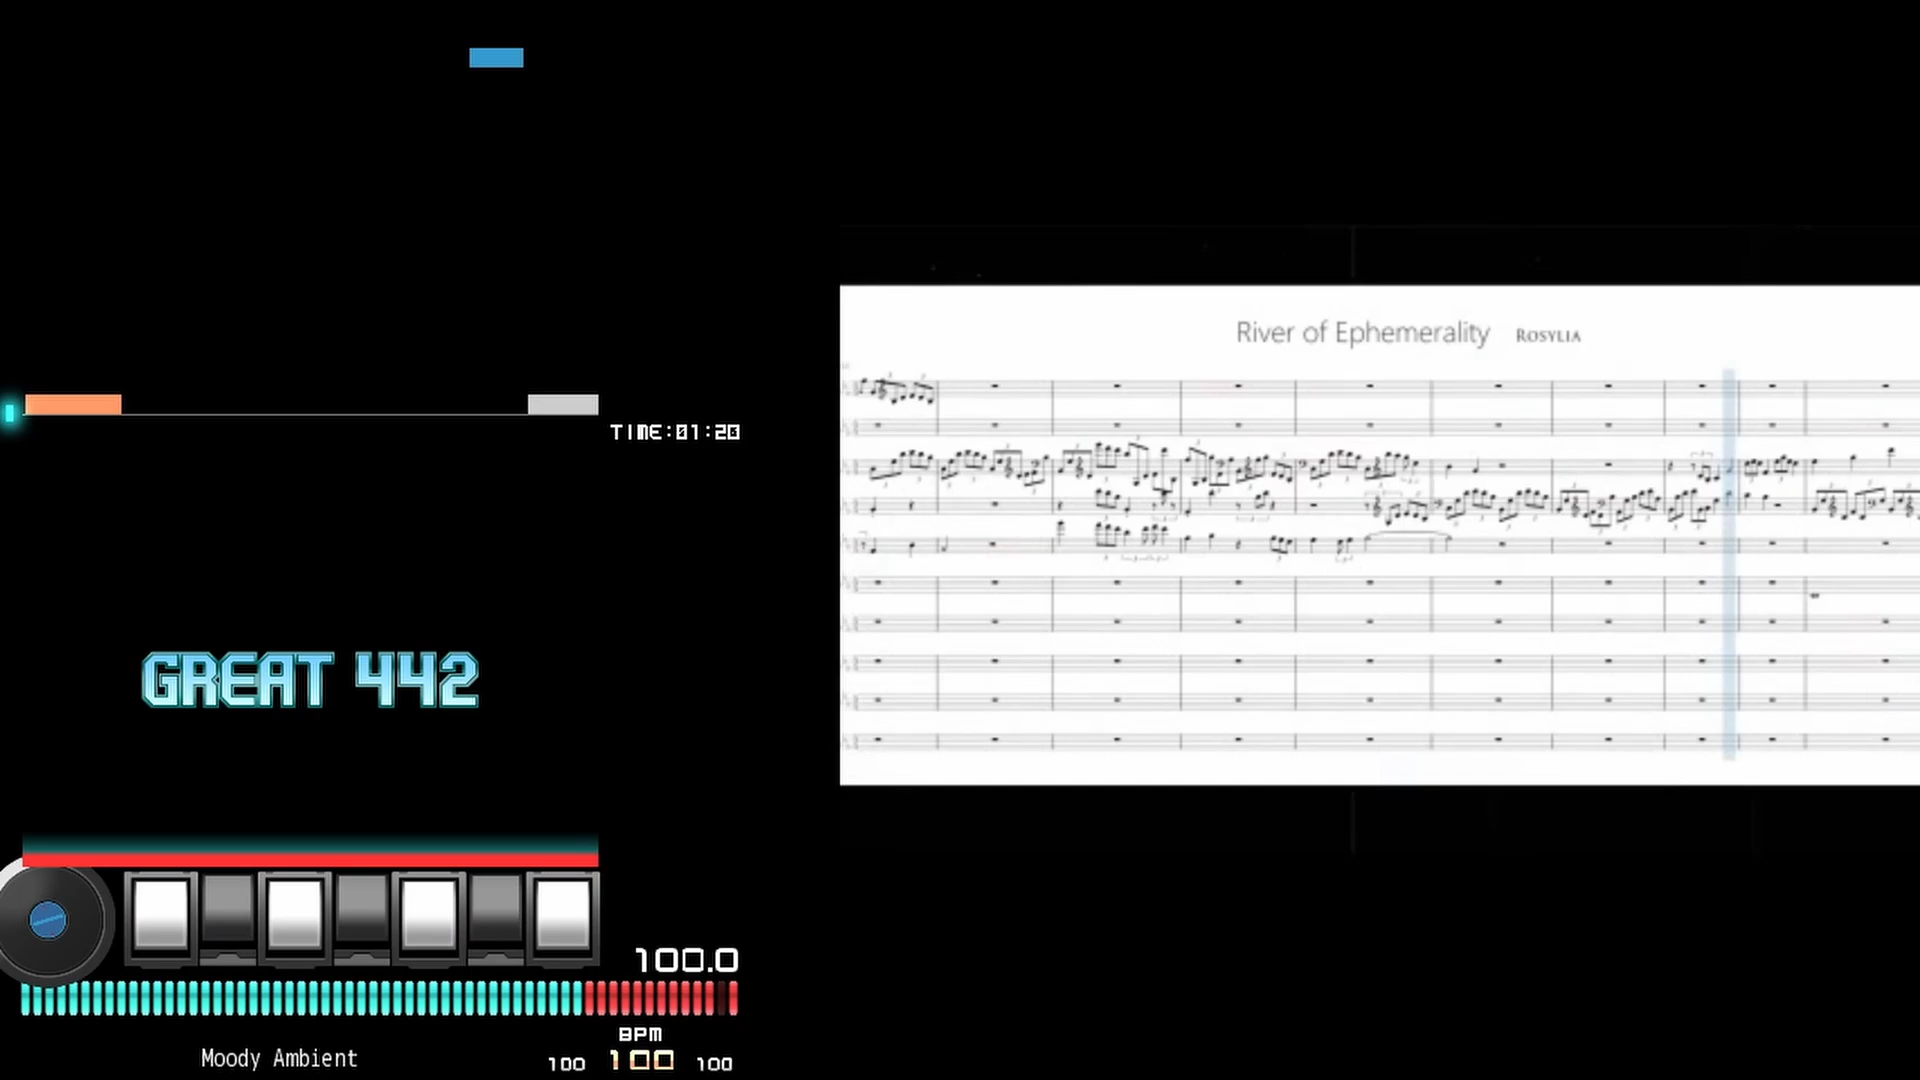 River of Ephemerality ROSYLIA
TIME:01:20
GREAT 442
100.0
BPM
Moody Ambient 100 100 100